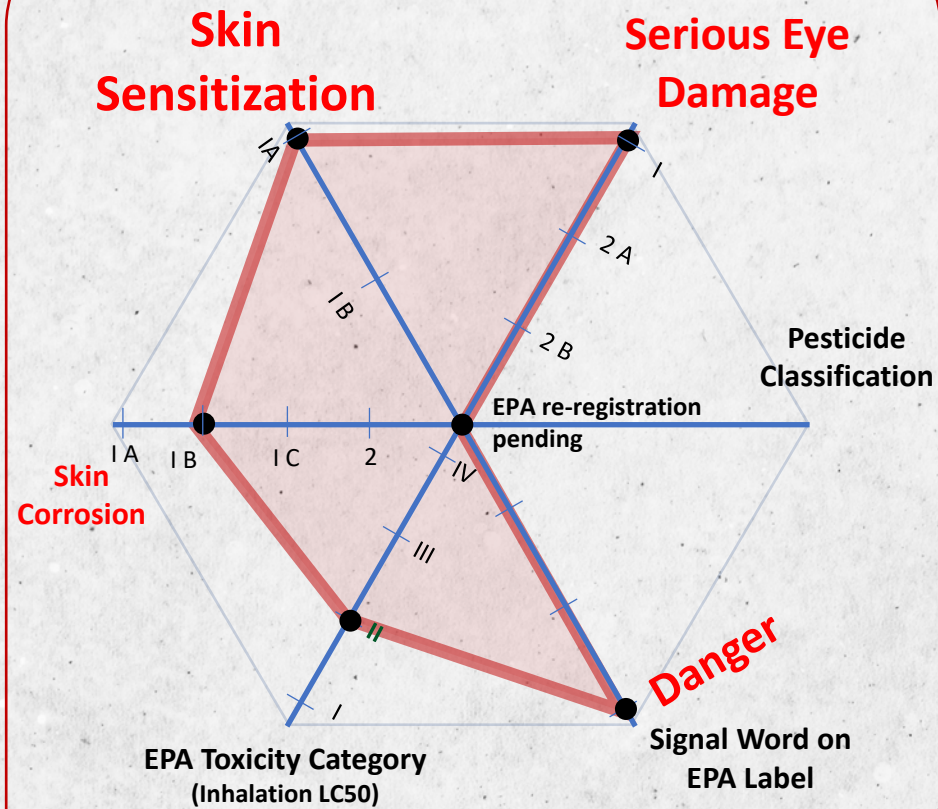 Skin
Sensitization
Serious Eye
Damage
IA
I
2 A
I B
2 B
Pesticide
Classification
EPA re-registration
pending
I A
I B
I C
2
IV
Skin
Corrosion
III
II
I
Danger
EPA Toxicity Category
(Inhalation LC50)
Signal Word on
EPA Label